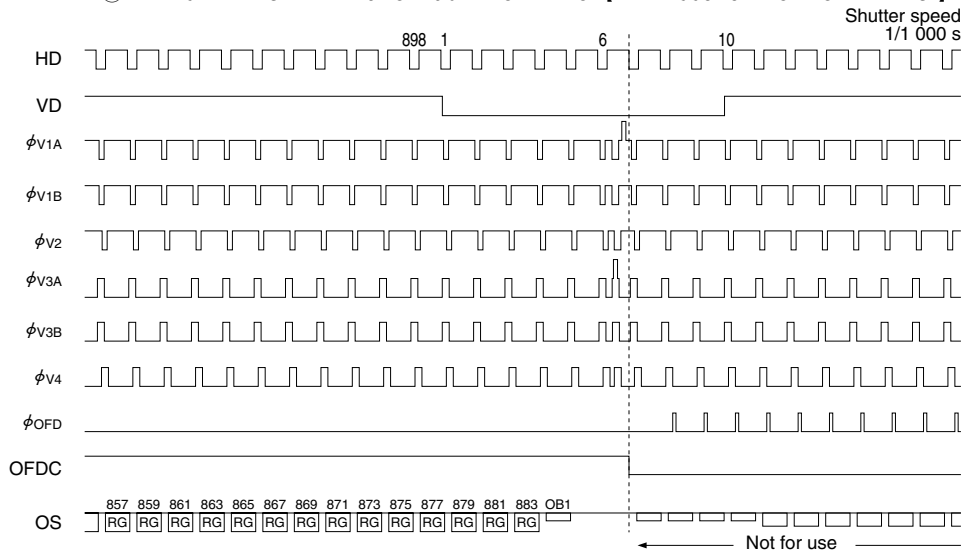 Shutter speed
1/1 000 s
898 1 6 10
HD
VD
ϕV1A
ϕV1B
ϕV2
ϕV3A
ϕV3B
ϕV4
ϕOFD
OFDC
857 859 861 863 865 867 869 871 873 875 877 879 881 883 OB1
OS RG RG RG RG RG RG RG RG RG RG RG RG RG RG
Not for use